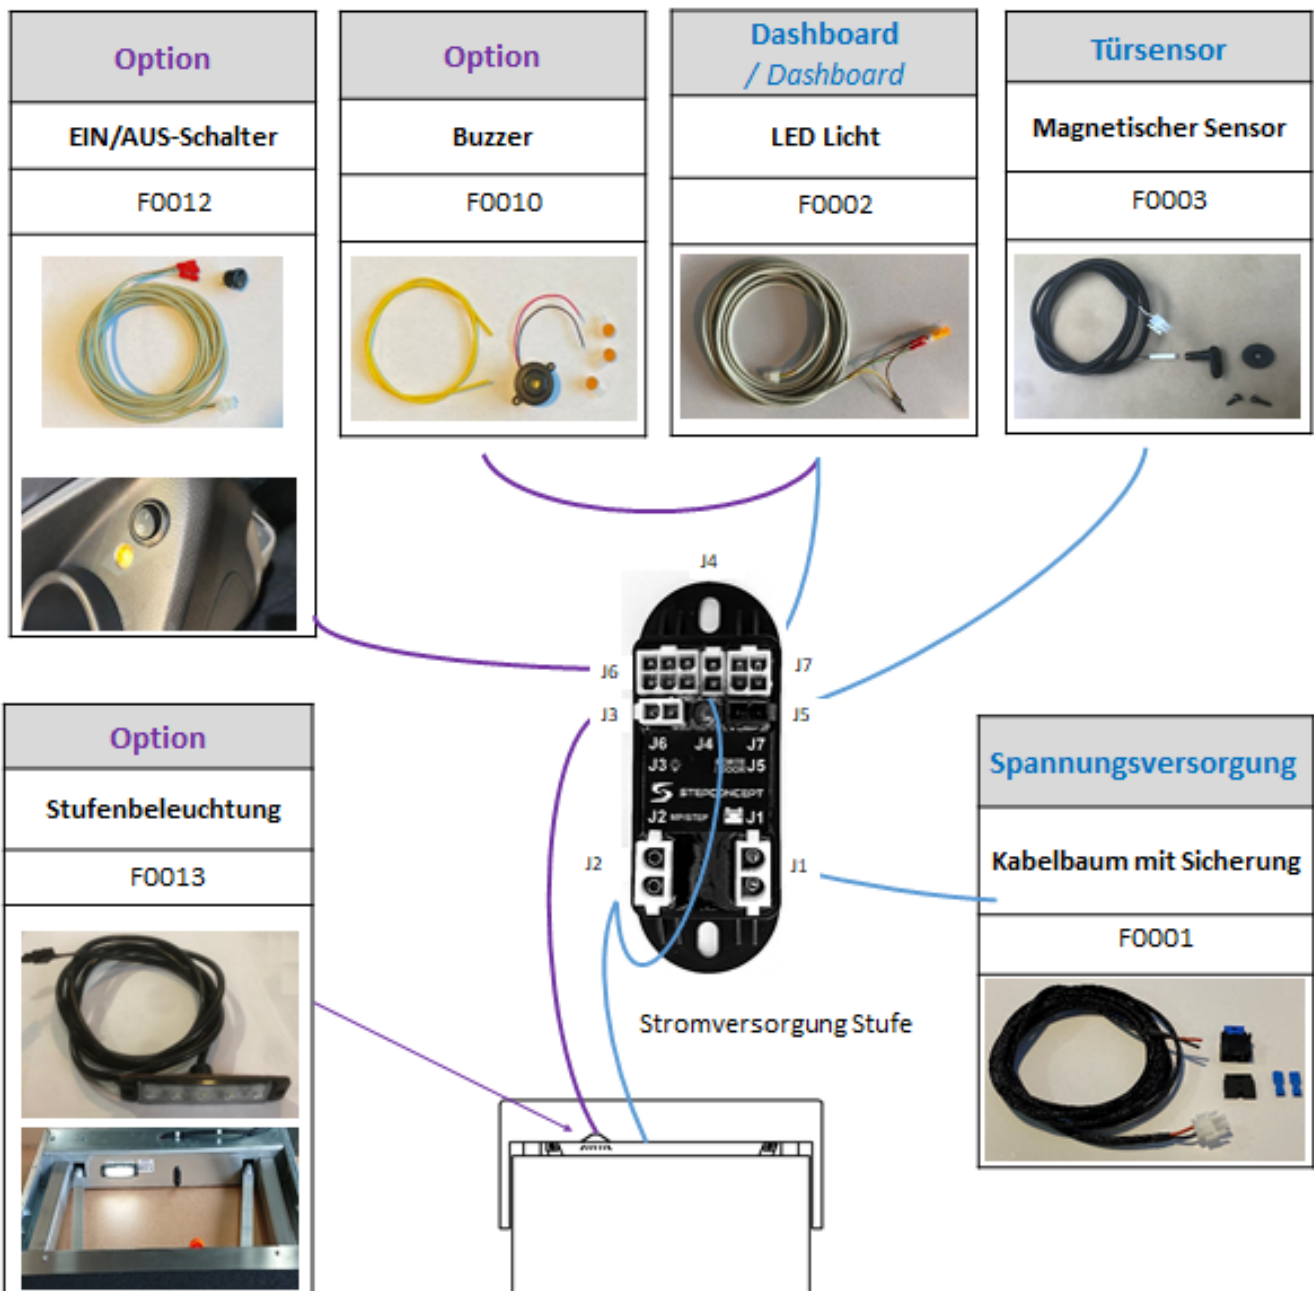 Option
EIN/AUS-Schalter
F0012
Option
Buzzer
F0010
Dashboard
/ Dashboard
LED Licht
F0002
Türsensor
Magnetischer Sensor
F0003
J4
J6
J7
J3
J5
J6 J4 J7
J3 J5
STEPCONCEPT
J2 J1
J2
J1
Option
Stufenbeleuchtung
F0013
Spannungsversorgung
Kabelbaum mit Sicherung
F0001
Stromversorgung Stufe